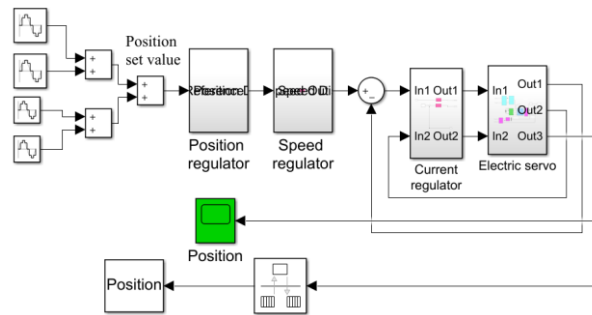 Position
set value
+
+
+
+
+
+
Position
regulator
Speed
regulator
+
−
In1 Out1
In2 Out2
Current
regulator
In1
In2
Out1
Out2
Out3
Electric servo
Position
Position